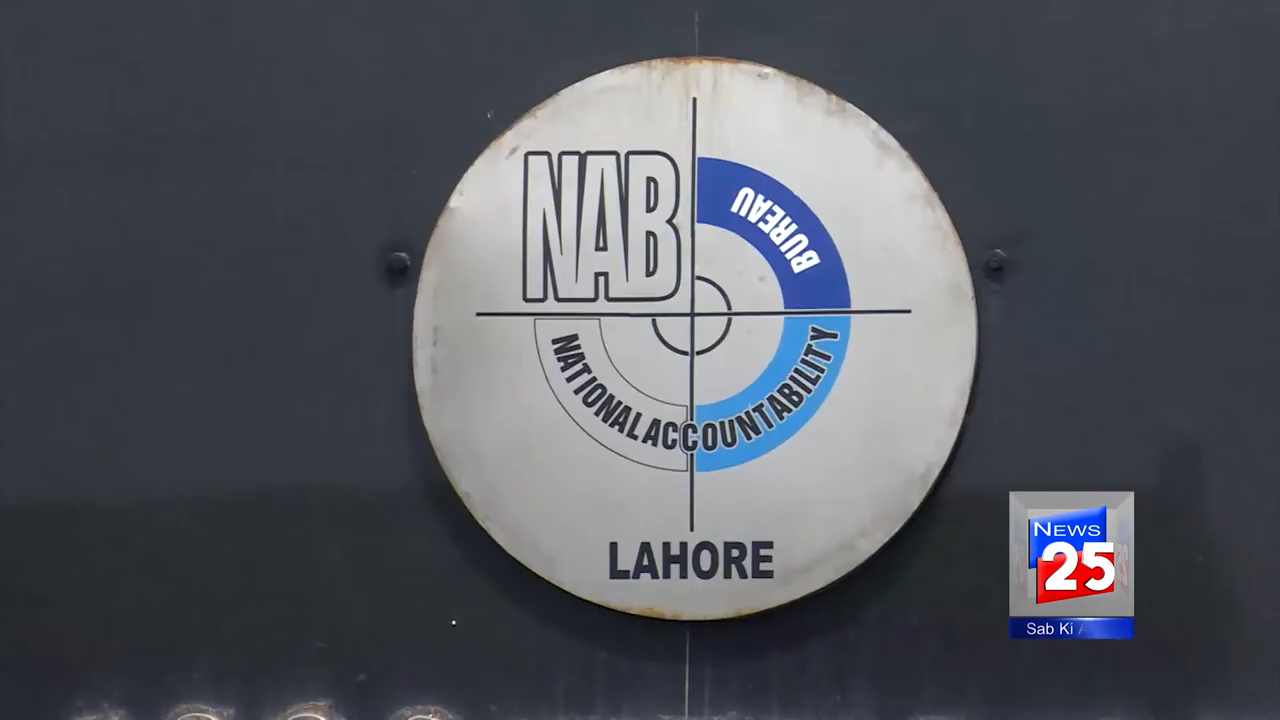 NAB
BUREAU
NATIONAL ACCOUNTABILITY
LAHORE
NEWS
25
Sab Ki